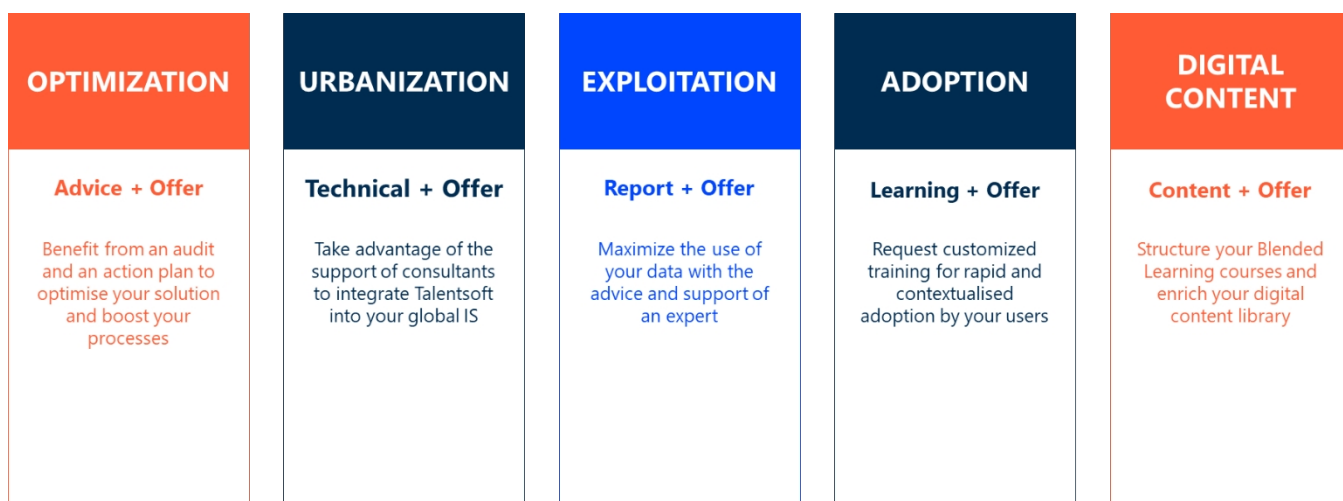 OPTIMIZATION
Advice + Offer
Benefit from an audit
and an action plan to
optimise your solution
and boost your
processes
URBANIZATION
Technical + Offer
Take advantage of the
support of consultants
to integrate Talentsoft
into your global IS
EXPLOITATION
Report + Offer
Maximize the use of
your data with the
advice and support of
an expert
ADOPTION
Learning + Offer
Request customized
training for rapid and
contextualised
adoption by your users
DIGITAL
CONTENT
Content + Offer
Structure your Blended
Learning courses and
enrich your digital
content library